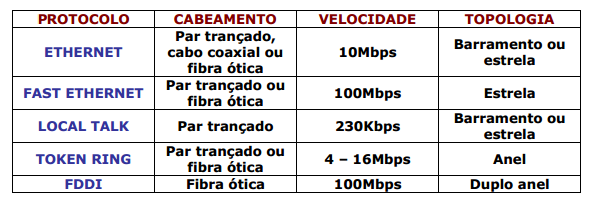 PROTOCOLO CABEAMENTO VELOCIDADE TOPOLOGIA
ETHERNET Par trançado, cabo coaxial ou fibra ótica 10Mbps Barramento ou estrela
FAST ETHERNET Par trançado ou fibra ótica 100Mbps Estrela
LOCAL TALK Par trançado 230Kbps Barramento ou estrela
TOKEN RING Par trançado ou fibra ótica 4 – 16Mbps Anel
FDDI Fibra ótica 100Mbps Duplo anel